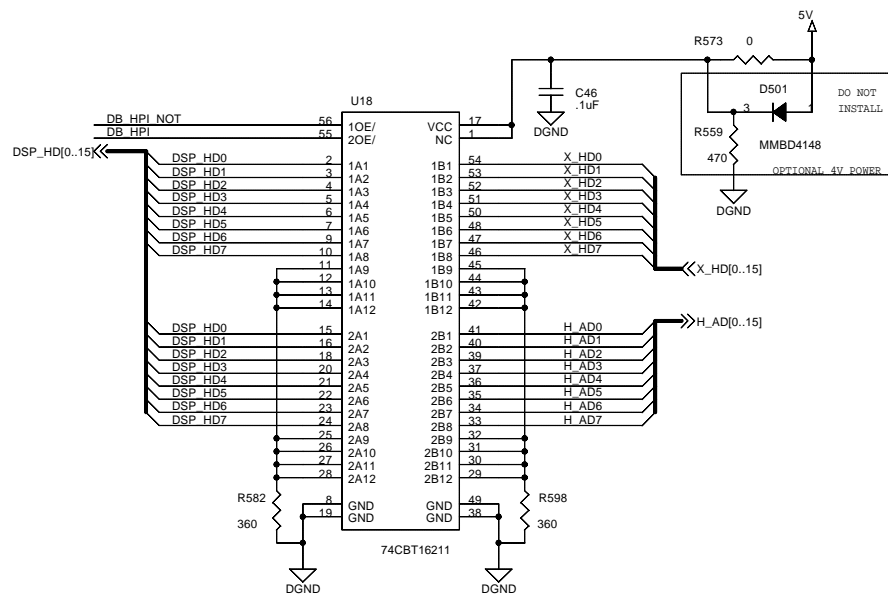 5V
R573 0
D501
DO NOT
INSTALL
3 1
C46
.1uF
R559
470
MMBD4148
OPTIONAL 4V POWER
DGND
DGND
U18
DB_HPI_NOT 56 1OE/ VCC 17
DB_HPI 55 2OE/ NC 1
DSP_HD[0..15]
DSP_HD0 2 1A1 1B1 54 X_HD0
DSP_HD1 3 1A2 1B2 53 X_HD1
DSP_HD2 4 1A3 1B3 52 X_HD2
DSP_HD3 5 1A4 1B4 51 X_HD3
DSP_HD4 6 1A5 1B5 50 X_HD4
DSP_HD5 7 1A6 1B6 48 X_HD5
DSP_HD6 9 1A7 1B7 47 X_HD6
DSP_HD7 10 1A8 1B8 46 X_HD7
11 1A9 1B9 45
X_HD[0..15]
12 1A10 1B10 44
13 1A11 1B11 43
14 1A12 1B12 42
H_AD[0..15]
DSP_HD0 15 2A1 2B1 41 H_AD0
DSP_HD1 16 2A2 2B2 40 H_AD1
DSP_HD2 18 2A3 2B3 39 H_AD2
DSP_HD3 20 2A4 2B4 37 H_AD3
DSP_HD4 21 2A5 2B5 36 H_AD4
DSP_HD5 22 2A6 2B6 35 H_AD5
DSP_HD6 23 2A7 2B7 34 H_AD6
DSP_HD7 24 2A8 2B8 33 H_AD7
25 2A9 2B9 32
26 2A10 2B10 31
27 2A11 2B11 30
28 2A12 2B12 29
R582
360
8 GND GND 49
19 GND GND 38
R598
360
74CBT16211
DGND
DGND